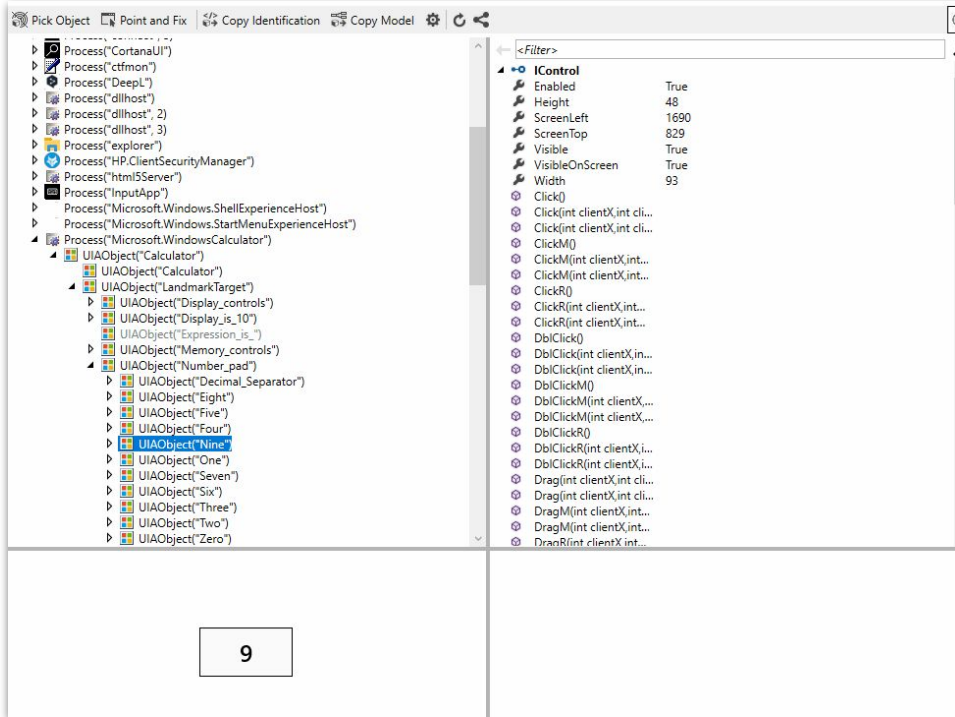 Pick Object Point and Fix Copy Identification Copy Model
Process("CortanaUI")
Process("ctfmon")
Process("DeepL")
Process("dllhost")
Process("dllhost", 2)
Process("dllhost", 3)
Process("explorer")
Process("HP.ClientSecurityManager")
Process("html5Server")
Process("InputApp")
Process("Microsoft.Windows.ShellExperienceHost")
Process("Microsoft.Windows.StartMenuExperienceHost")
Process("Microsoft.WindowsCalculator")
UIAObject("Calculator")
UIAObject("Calculator")
UIAObject("LandmarkTarget")
UIAObject("Display_controls")
UIAObject("Display_is_10")
UIAObject("Expression_is_")
UIAObject("Memory_controls")
UIAObject("Number_pad")
UIAObject("Decimal_Separator")
UIAObject("Eight")
UIAObject("Five")
UIAObject("Four")
UIAObject("Nine")
UIAObject("One")
UIAObject("Seven")
UIAObject("Six")
UIAObject("Three")
UIAObject("Two")
UIAObject("Zero")
<Filter>
IControl
Enabled True
Height 48
ScreenLeft 1690
ScreenTop 829
Visible True
VisibleOnScreen True
Width 93
Click()
Click(int clientX,int cli...
Click(int clientX,int cli...
ClickM()
ClickM(int clientX,int...
ClickM(int clientX,int...
ClickR()
ClickR(int clientX,int...
ClickR(int clientX,int...
DblClick()
DblClick(int clientX,in...
DblClick(int clientX,in...
DblClickM()
DblClickM(int clientX,...
DblClickM(int clientX,...
DblClickR()
DblClickR(int clientX,i...
DblClickR(int clientX,i...
Drag(int clientX,int cli...
Drag(int clientX,int cli...
DragM(int clientX,int...
DragM(int clientX,int...
DragR(int clientX,int...
9